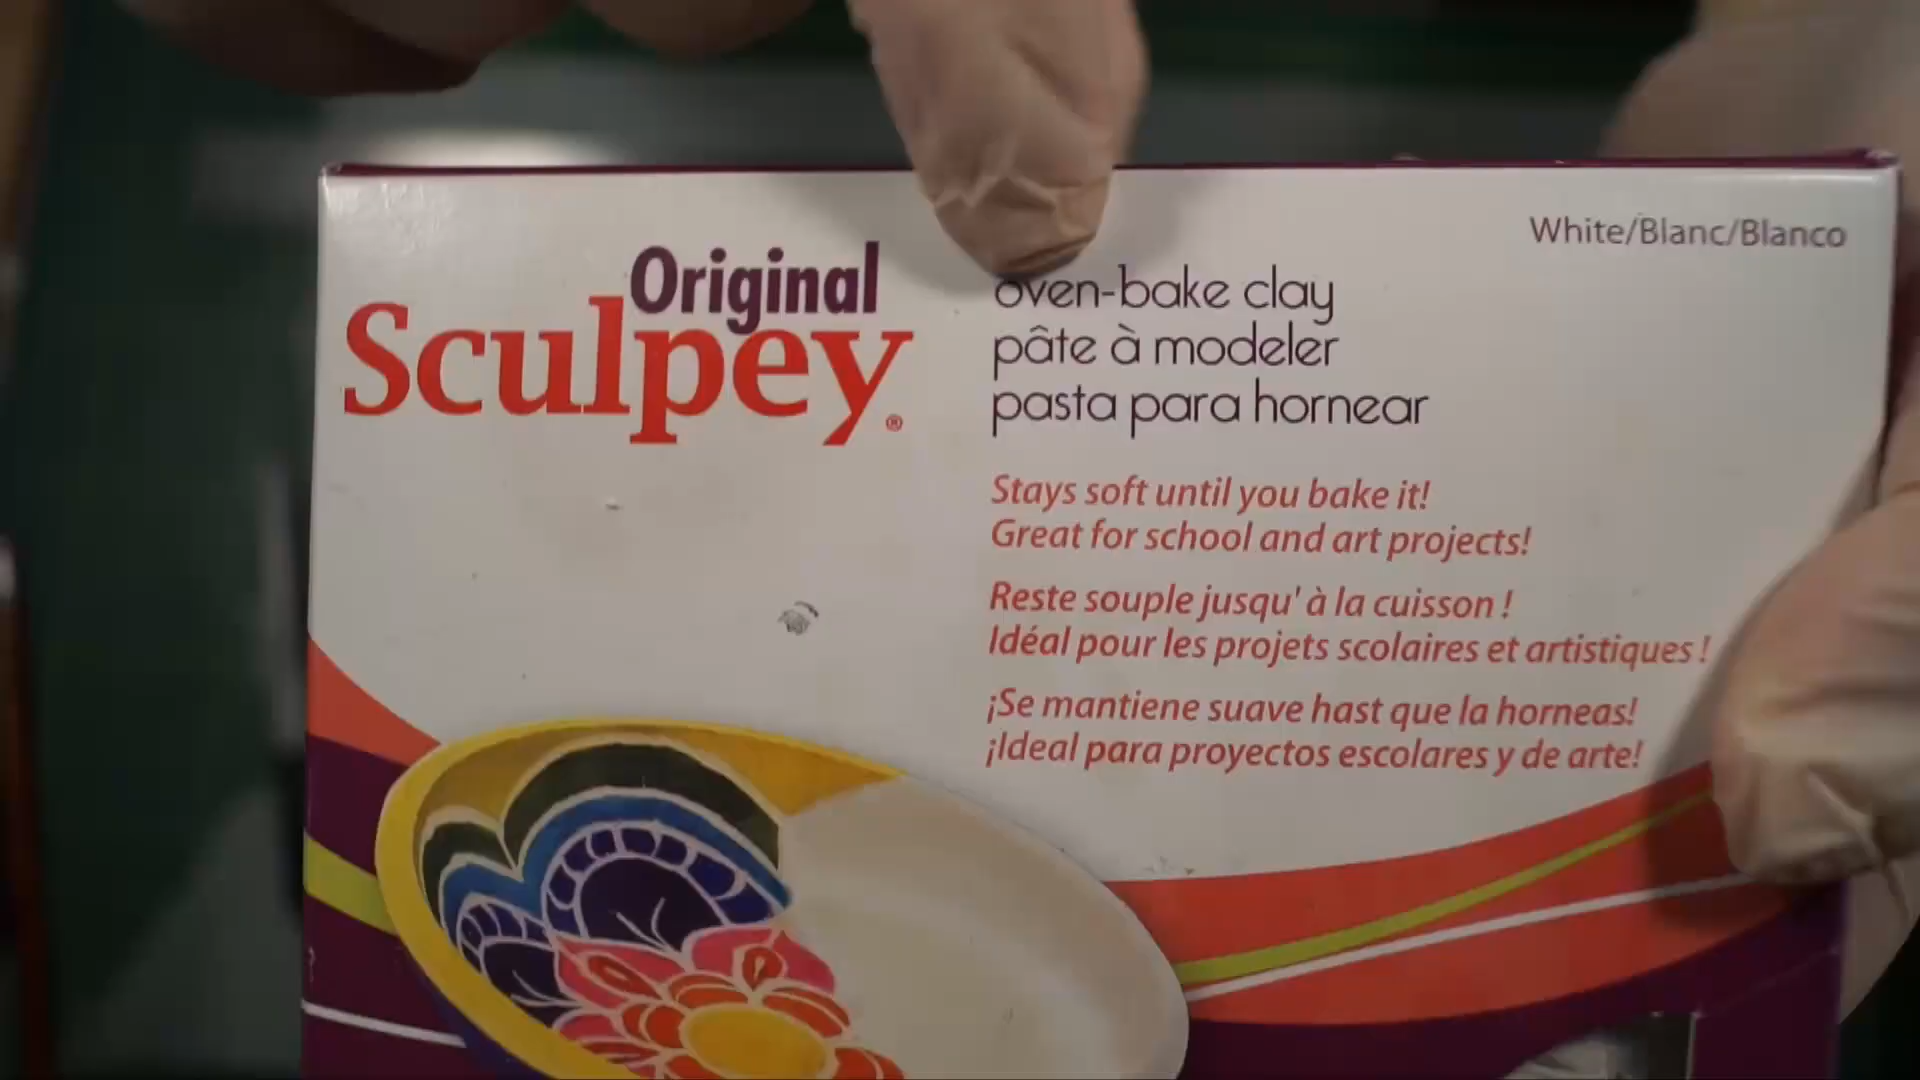 Original
Sculpey®
White/Blanc/Blanco
oven-bake clay
pâte à modeler
pasta para hornear
Stays soft until you bake it!
Great for school and art projects!
Reste souple jusqu' à la cuisson !
Idéal pour les projets scolaires et artistiques !
¡Se mantiene suave hast que la horneas!
¡Ideal para proyectos escolares y de arte!